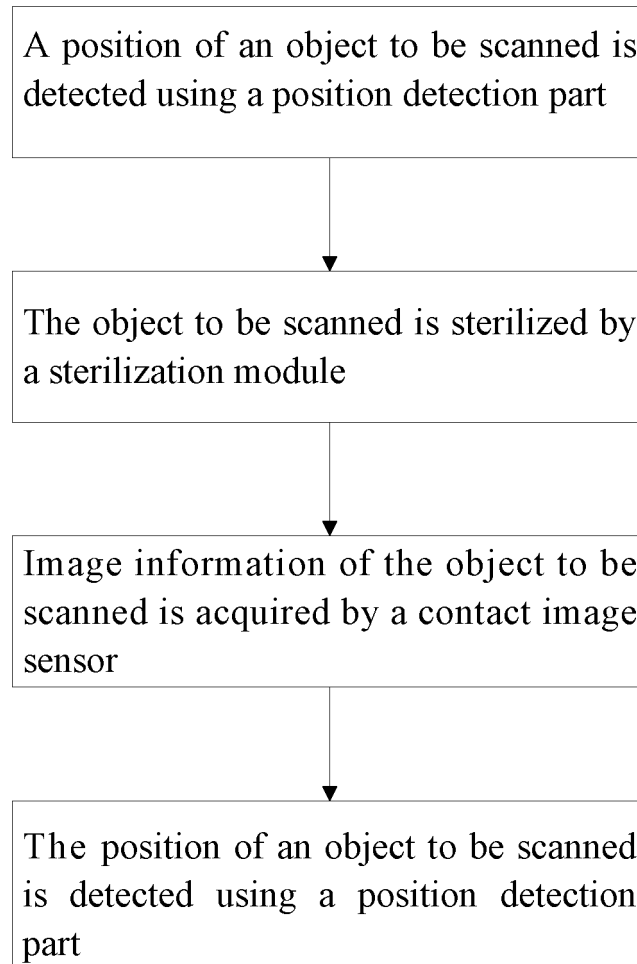 A position of an object to be scanned is
detected using a position detection part
The object to be scanned is sterilized by
a sterilization module
Image information of the object to be
scanned is acquired by a contact image
sensor
The position of an object to be scanned
is detected using a position detection
part